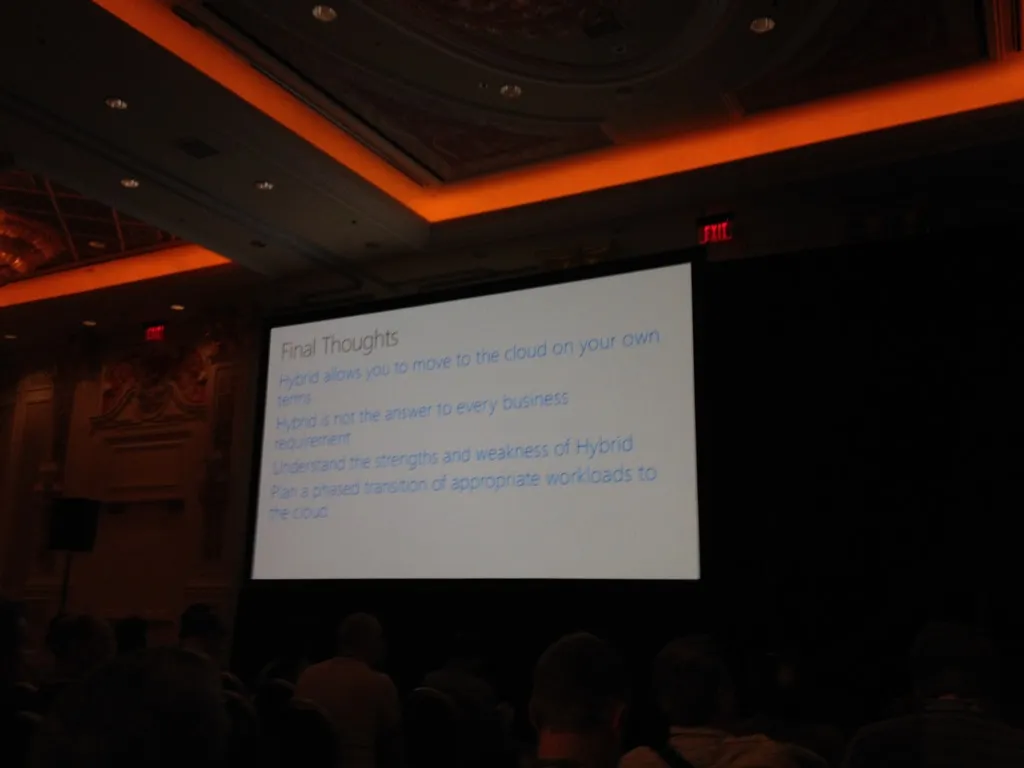 EXIT
EXIT
Final Thoughts
Hybrid allows you to move to the cloud on your own
terms
Hybrid is not the answer to every business
requirement
Understand the strengths and weakness of Hybrid
Plan a phased transition of appropriate workloads to
the cloud